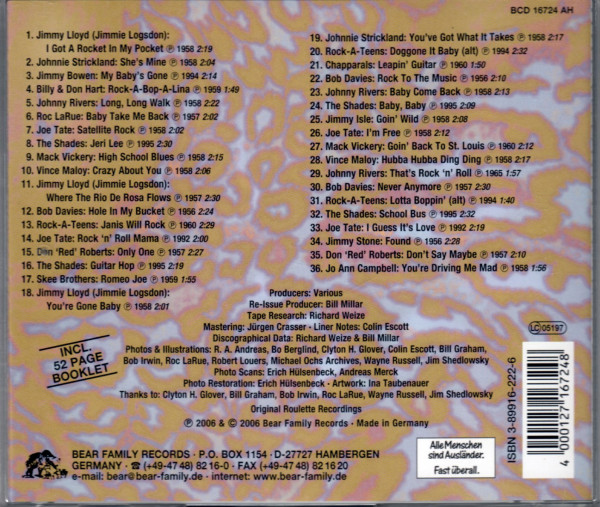 BCD 16724 AH
1. Jimmy Lloyd (Jimmie Logsdon):
I Got A Rocket In My Pocket ℗ 1958 2:19
2. Johnnie Strickland: She's Mine ℗ 1958 2:04
3. Jimmy Bowen: My Baby's Gone ℗ 1994 2:14
4. Billy & Don Hart: Rock-A-Bop-A-Lina ℗ 1959 1:49
5. Johnny Rivers: Long, Long Walk ℗ 1958 2:22
6. Roc LaRue: Baby Take Me Back ℗ 1957 2:02
7. Joe Tate: Satellite Rock ℗ 1958 2:02
8. The Shades: Jeri Lee ℗ 1995 2:30
9. Mack Vickery: High School Blues ℗ 1958 2:15
10. Vince Maloy: Crazy About You ℗ 1958 2:06
11. Jimmy Lloyd (Jimmie Logsdon):
Where The Rio De Rosa Flows ℗ 1957 2:30
12. Bob Davies: Hole In My Bucket ℗ 1956 2:24
13. Rock-A-Teens: Janis Will Rock ℗ 1960 2:29
14. Joe Tate: Rock 'n' Roll Mama ℗ 1992 2:00
15. Don 'Red' Roberts: Only One ℗ 1957 2:27
16. The Shades: Guitar Hop ℗ 1995 2:19
17. Skee Brothers: Romeo Joe ℗ 1959 1:55
18. Jimmy Lloyd (Jimmie Logsdon):
You're Gone Baby ℗ 1958 2:01
19. Johnnie Strickland: You've Got What It Takes ℗ 1958 2:17
20. Rock-A-Teens: Doggone It Baby (alt) ℗ 1994 2:32
21. Chapparals: Leapin' Guitar ℗ 1960 1:50
22. Bob Davies: Rock To The Music ℗ 1956 2:10
23. Johnny Rivers: Baby Come Back ℗ 1958 2:13
24. The Shades: Baby, Baby ℗ 1995 2:09
25. Jimmy Isle: Goin' Wild ℗ 1958 2:08
26. Joe Tate: I'm Free ℗ 1958 2:12
27. Mack Vickery: Goin' Back To St. Louis ℗ 1960 2:12
28. Vince Maloy: Hubba Hubba Ding Ding ℗ 1958 2:17
29. Johnny Rivers: That's Rock 'n' Roll ℗ 1965 1:57
30. Bob Davies: Never Anymore ℗ 1957 2:30
31. Rock-A-Teens: Lotta Boppin' (alt) ℗ 1994 1:40
32. The Shades: School Bus ℗ 1995 2:32
33. Joe Tate: I Guess It's Love ℗ 1992 2:19
34. Jimmy Stone: Found ℗ 1956 2:28
35. Don 'Red' Roberts: Don't Say Maybe ℗ 1957 2:10
36. Jo Ann Campbell: You're Driving Me Mad ℗ 1958 1:56
Producers: Various
Re-Issue Producer: Bill Millar
Tape Research: Richard Weize
Mastering: Jürgen Crasser - Liner Notes: Colin Escott
Discographical Data: Richard Weize & Bill Millar
Photos & Illustrations: R. A. Andreas, Bo Berglind, Clyton H. Glover, Colin Escott, Bill Graham,
Bob Irwin, Roc LaRue, Robert Louers, Michael Ochs Archives, Wayne Russell, Jim Shedlowsky
Photo Scans: Erich Hülsenbeck, Andreas Merck
Photo Restoration: Erich Hülsenbeck - Artwork: Ina Taubenauer
Thanks to: Clyton H. Glover, Bill Graham, Bob Irwin, Roc LaRue, Wayne Russell, Jim Shedlowsky
Original Roulette Recordings
℗ 2006 & © 2006 Bear Family Records - Made in Germany
INCL.
52 PAGE
BOOKLET
LC 05197
ISBN 3-89916-222-6
4 000127 167248
BEAR FAMILY RECORDS · P.O. BOX 1154 · D-27727 HAMBERGEN
GERMANY · ☎ (+49-47 48) 82 16-0 · FAX (+49-47 48) 82 16 20
e-mail: bear@bear-family.de · internet: www.bear-family.de
Alle Menschen
sind Ausländer.
Fast überall.